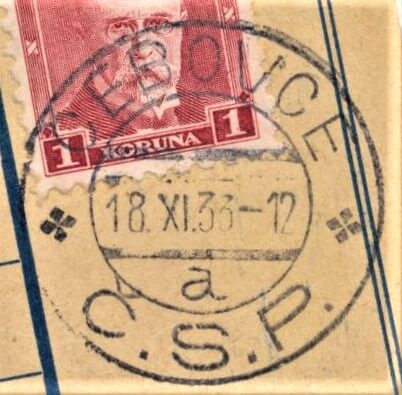 1 KORUNA 1
18.XI.33-12
a
Č.S.P.